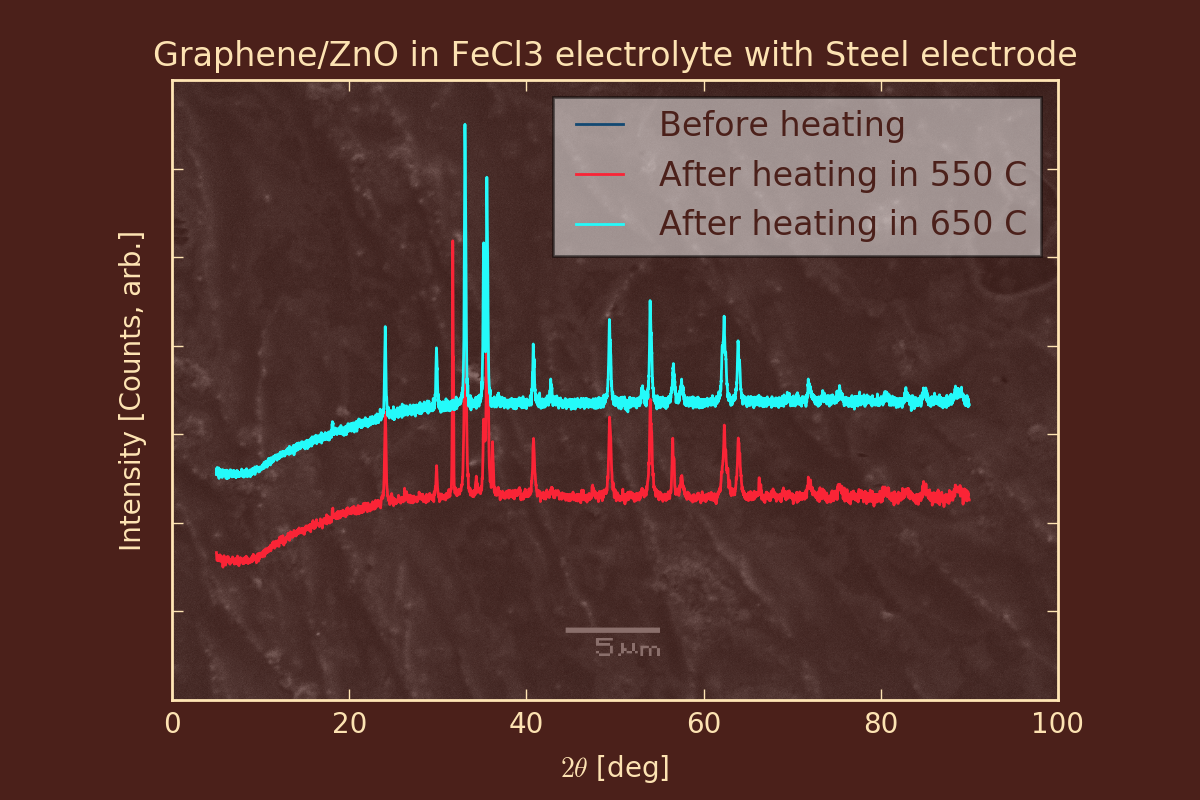 Graphene/ZnO in FeCl3 electrolyte with Steel electrode
Before heating
After heating in 550 C
After heating in 650 C
Intensity [Counts, arb.]
5 μm
0 20 40 60 80 100
2θ [deg]